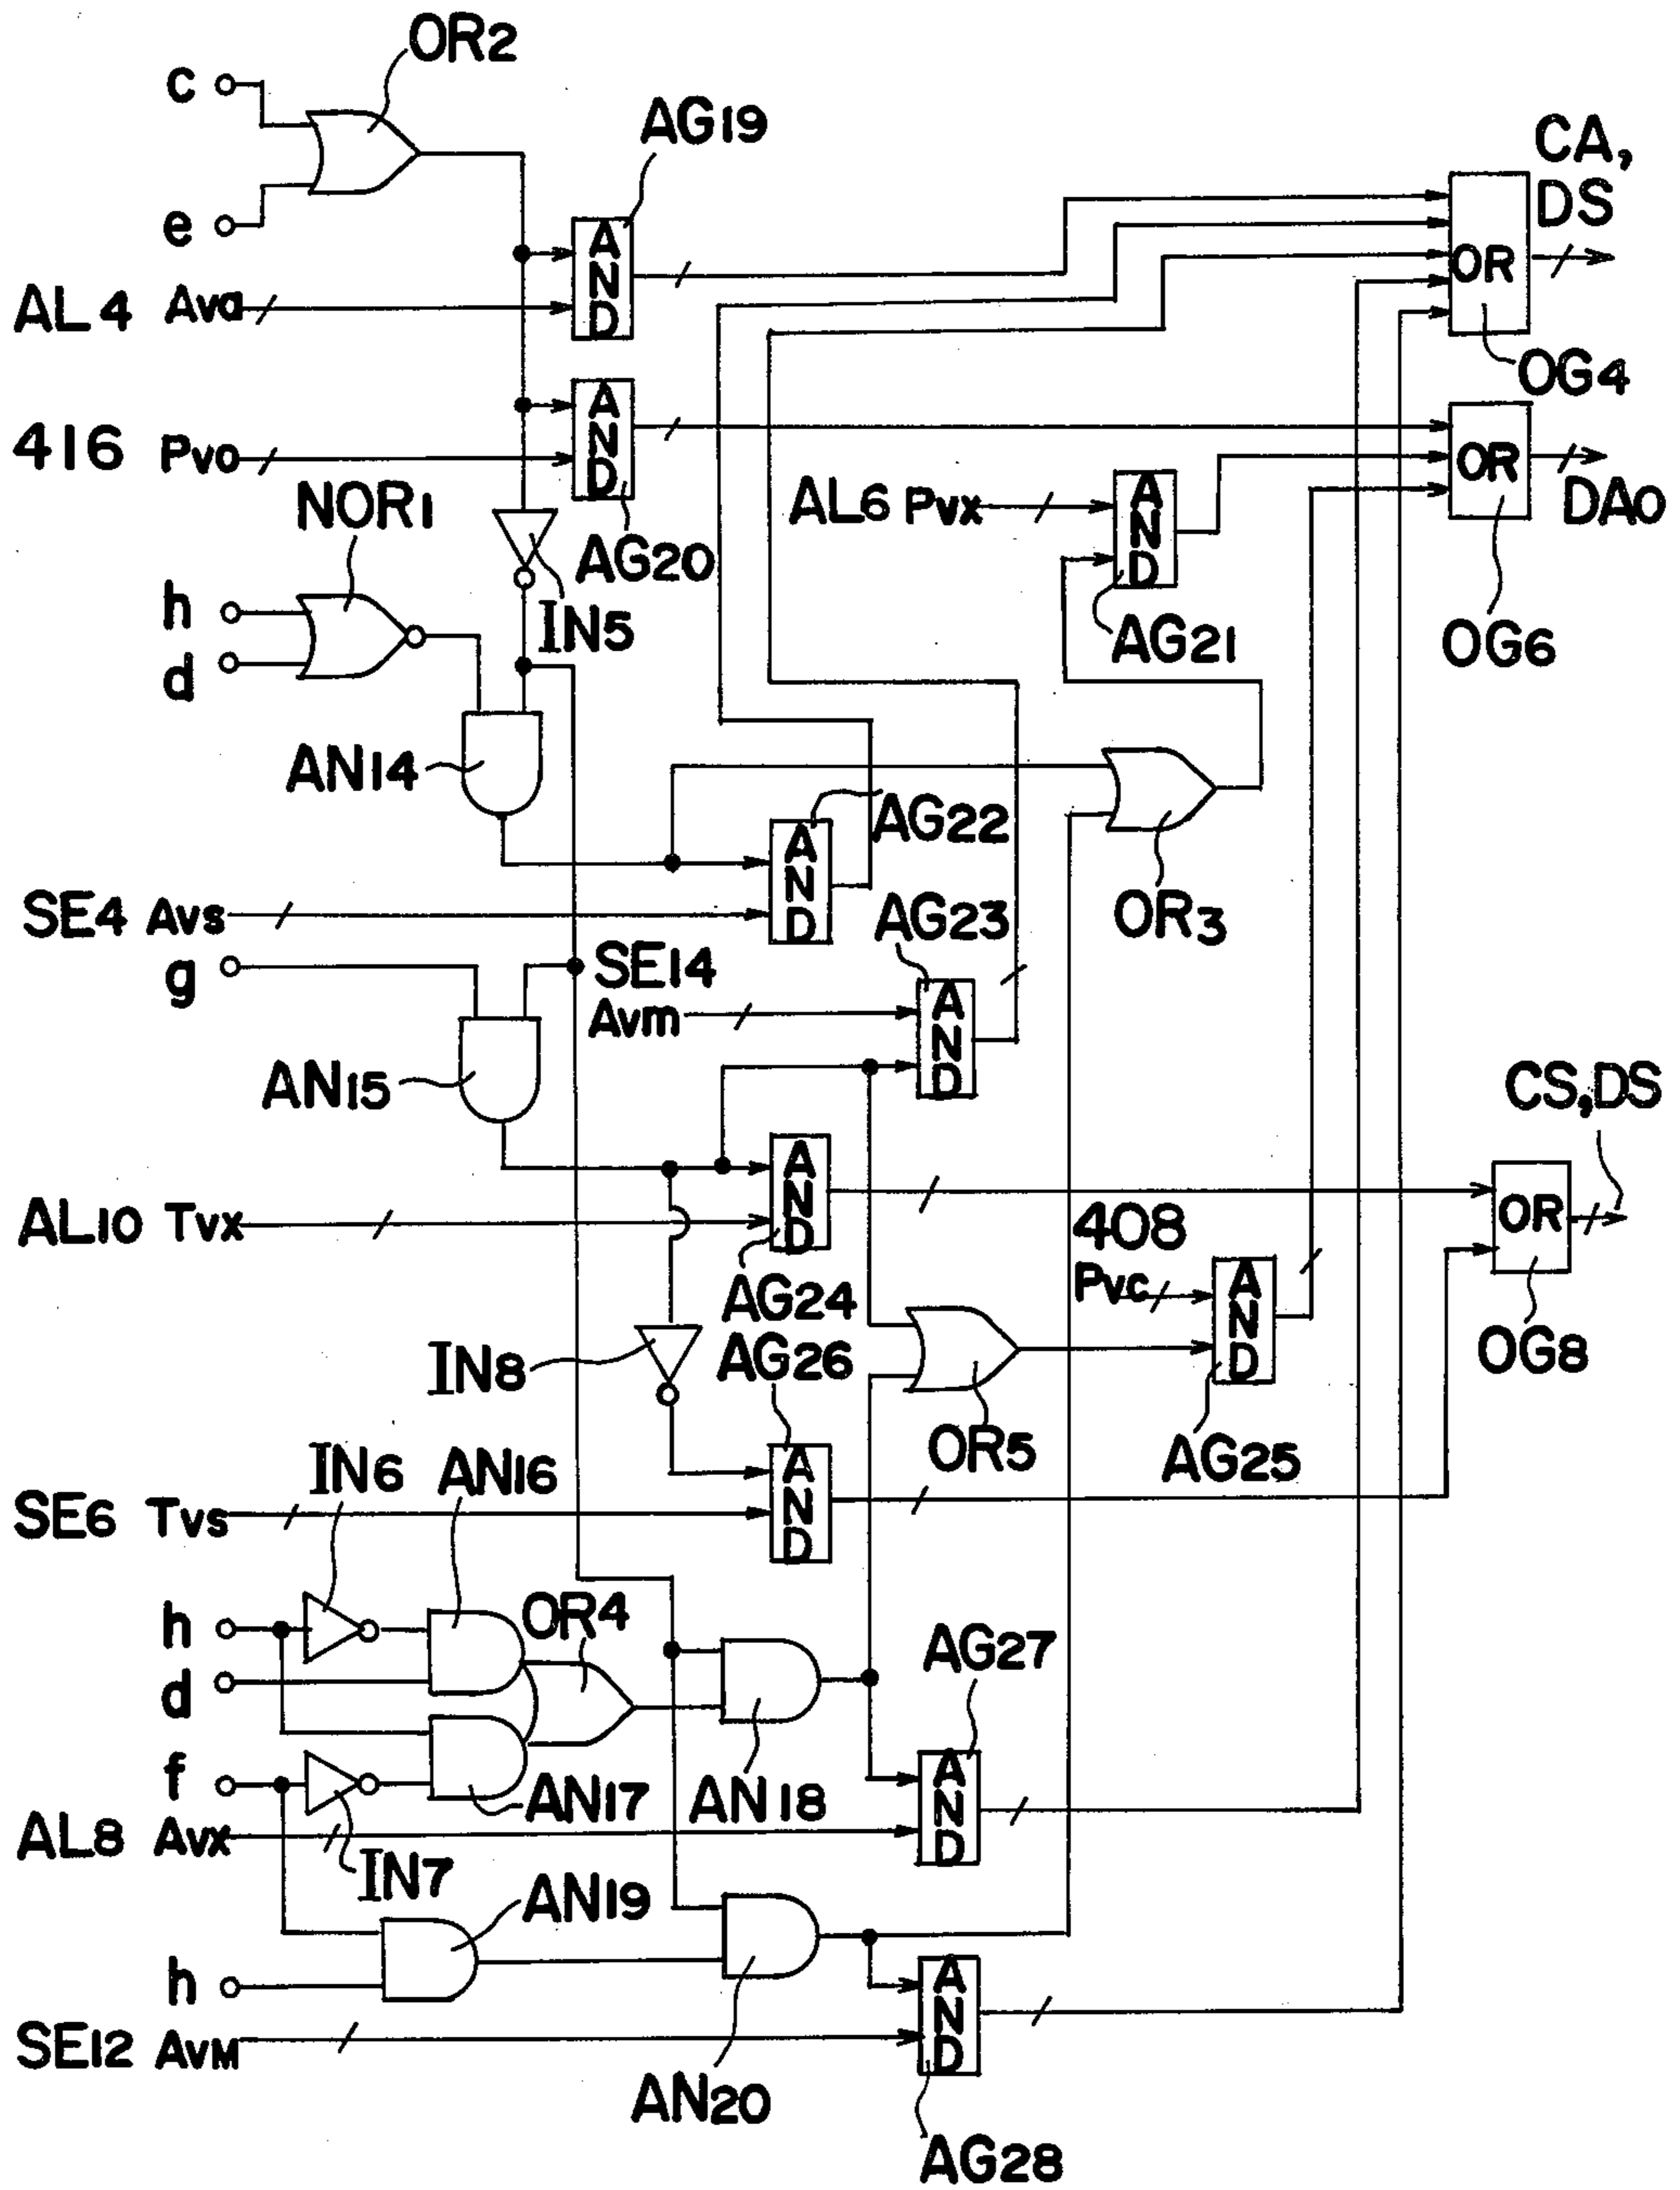 OR2
c
AG19
CA,
DS
e
A
N
D
OR
AL4 Ava
OG4
A
N
D
416 Pvo
OR
NOR1
AL6 Pvx
A
N
D
DAO
AG20
h
IN5
d
AG21
OG6
AN14
AG22
A
N
D
SE4 Avs
AG23
OR3
g
SE14
Avm
A
N
D
AN15
CS,DS
A
N
D
AL10 Tvx
408
Pvc
OR
A
N
D
AG24
IN8
AG26
OG8
OR5
AG25
IN6
AN16
A
N
D
SE6 Tvs
h
OR4
d
AG27
f
AN17
AN18
A
N
D
AL8 Avx
IN7
AN19
h
A
N
D
SE12 AvM
AN20
AG28